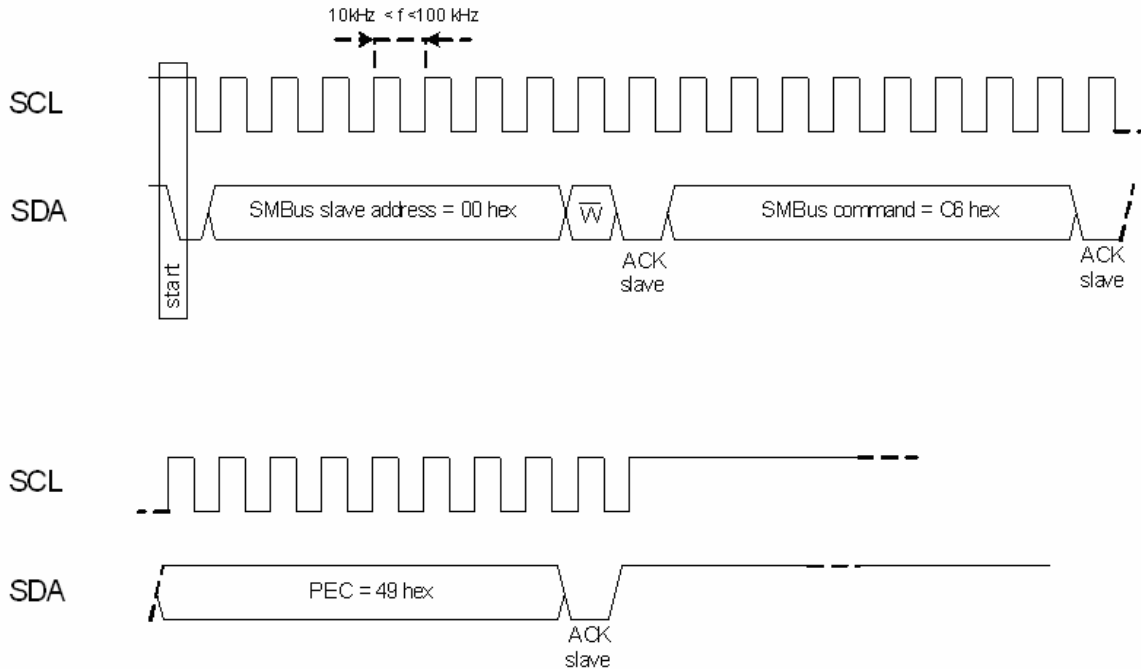 10kHz < f <100 kHz
SCL
SDA
SMBus slave address = 00 hex
W̅
SMBus command = C6 hex
start
ACK
slave
ACK
slave
SCL
SDA
PEC = 49 hex
ACK
slave